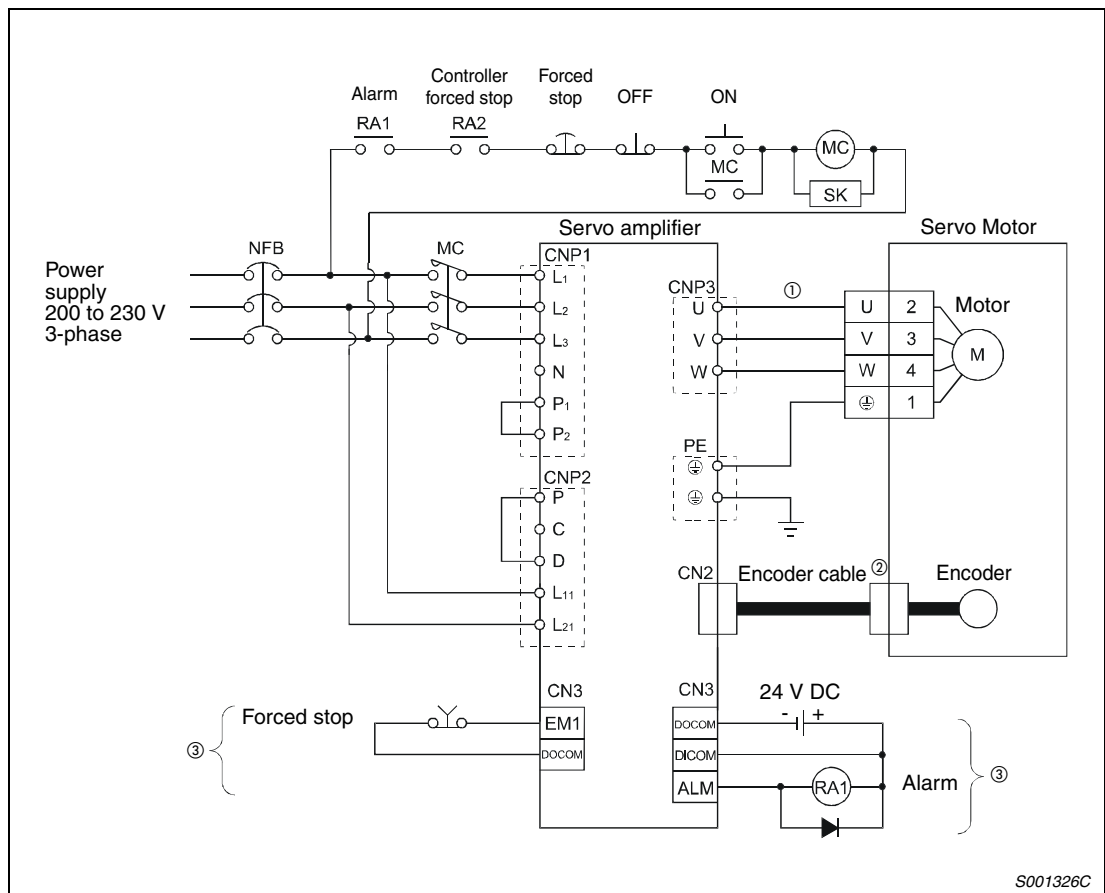 Alarm
RA1
Controller
forced stop
RA2
Forced
stop
OFF
ON
MC
MC
SK
Servo amplifier
Servo Motor
Power
supply
200 to 230 V
3-phase
NFB
MC
CNP1
L1
L2
L3
N
P1
P2
CNP2
P
C
D
L11
L21
CNP3
U
V
W
①
U 2
V 3
W 4
1
Motor
M
PE
CN2
Encoder cable ②
Encoder
③
Forced stop
CN3
EM1
DOCOM
CN3
DOCOM
DICOM
ALM
24 V DC
- +
RA1
Alarm
③
S001326C